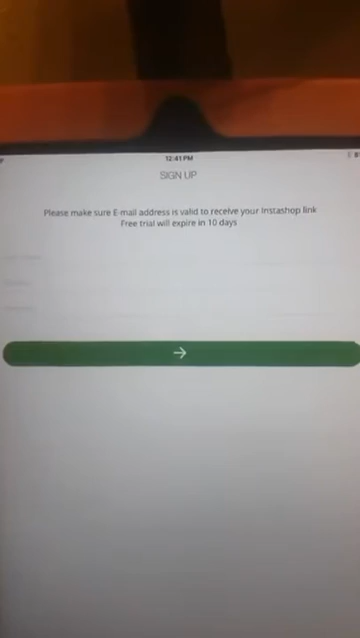 12:41 PM
SIGN UP
Please make sure E-mail address is valid to receive your Instashop link
Free trial will expire in 10 days